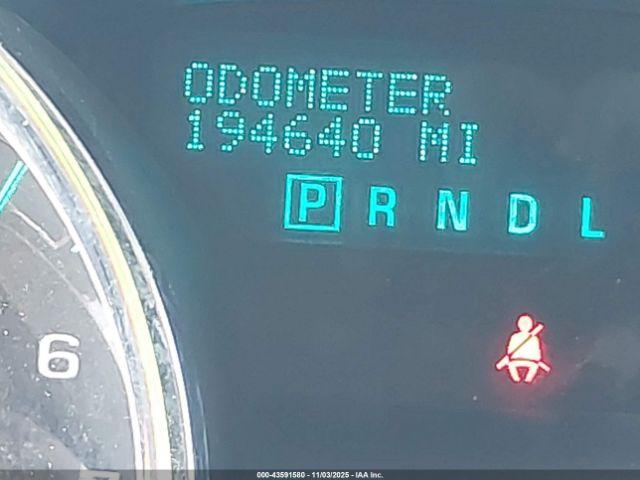 ODOMETER
194640 MI
P R N D L
6
000-43591580 - 11/03/2025 - IAA Inc.